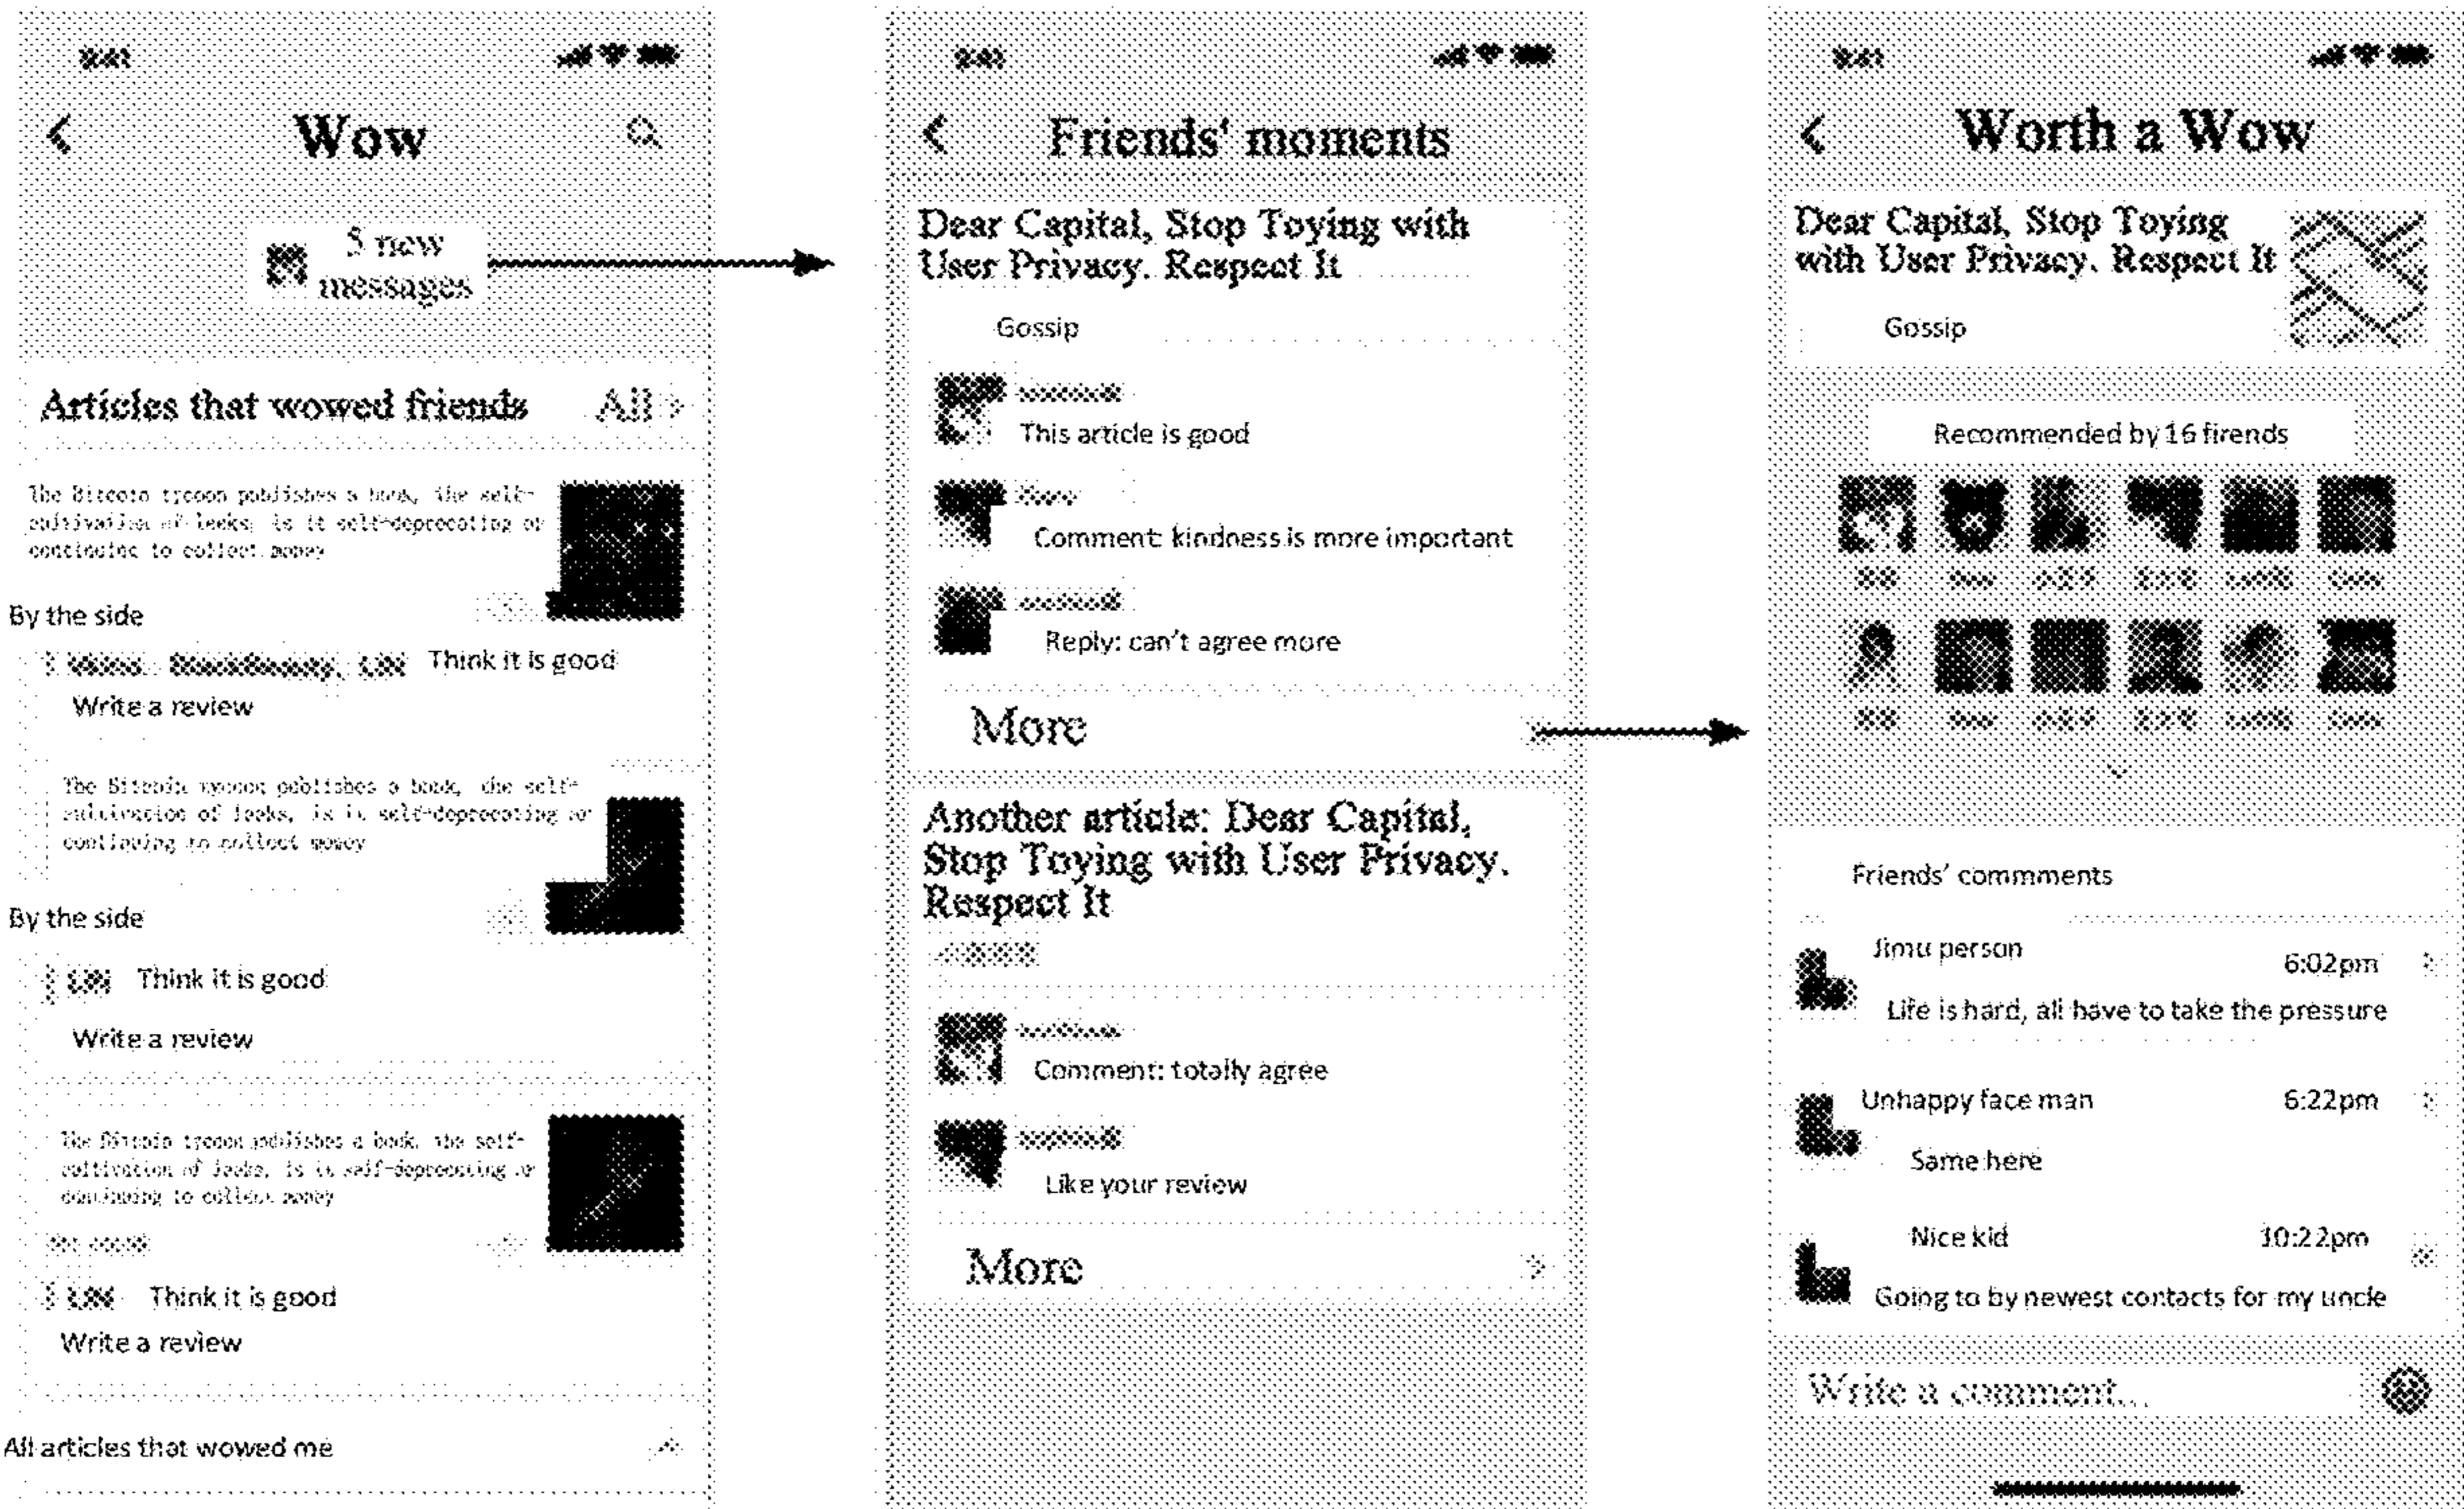 9:41
Wow
5 new
messages
Articles that wowed friends All >
The Bitcoin tycoon publishes a book, the self-
cultivation of leeks, is it self-deprecating or
continuing to collect money
By the side
Think it is good
Write a review
The Bitcoin tycoon publishes a book, the self-
cultivation of leeks, is it self-deprecating or
continuing to collect money
By the side
Think it is good
Write a review
The Bitcoin tycoon publishes a book, the self-
cultivation of leeks, is it self-deprecating or
continuing to collect money
Think it is good
Write a review
All articles that wowed me
9:41
Friends' moments
Dear Capital, Stop Toying with
User Privacy. Respect It
Gossip
This article is good
Comment: kindness is more important
Reply: can't agree more
More
Another article: Dear Capital,
Stop Toying with User Privacy.
Respect It
Comment: totally agree
Like your review
More >
9:41
Worth a Wow
Dear Capital, Stop Toying
with User Privacy. Respect It
Gossip
Recommended by 16 firends
Friends' commments
Jimu person 6:02pm
Life is hard, all have to take the pressure
Unhappy face man 6:22pm
Same here
Nice kid 10:22pm
Going to by newest contacts for my uncle
Write a comment...